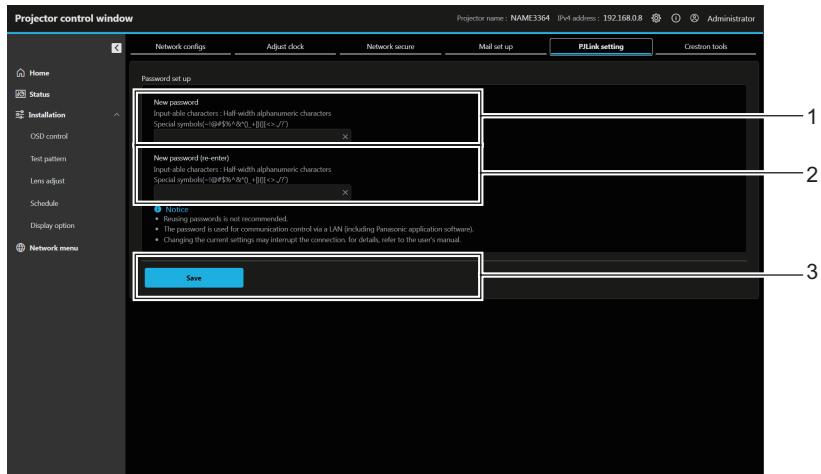 Projector control window
Projector name : NAME3364 IPv4 address : 192.168.0.8 Administrator
Network configs Adjust clock Network secure Mail set up PJLink setting Crestron tools
Home
Status
Installation
OSD control
Test pattern
Lens adjust
Schedule
Display option
Network menu
Password set up
New password
Input-able characters : Half-width alphanumeric characters
1
New password (re-enter)
Input-able characters : Half-width alphanumeric characters
2
Notice
• Reusing passwords is not recommended.
• The password is used for communication control via a LAN (including Panasonic application software).
• Changing the current settings may interrupt the connection. for details, refer to the user's manual.
Save
3